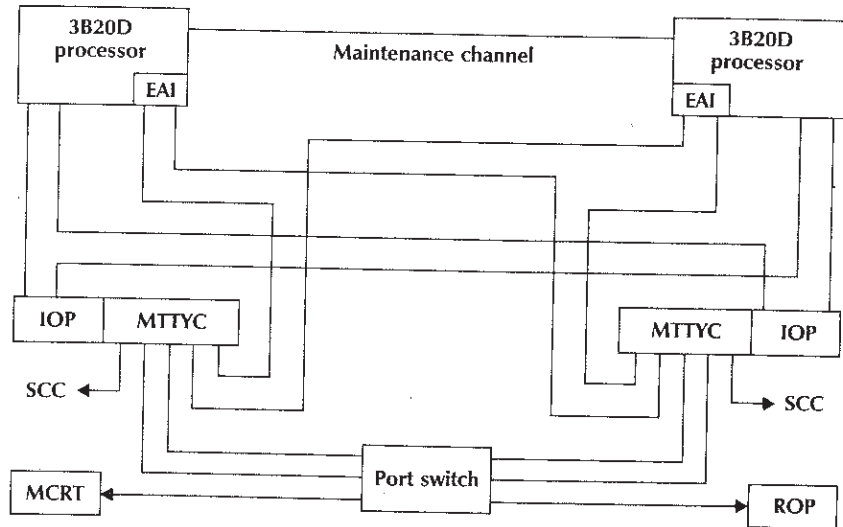 3B20D
processor
Maintenance channel
3B20D
processor
EAI
EAI
IOP
MTTYC
MTTYC
IOP
SCC
SCC
Port switch
MCRT
ROP